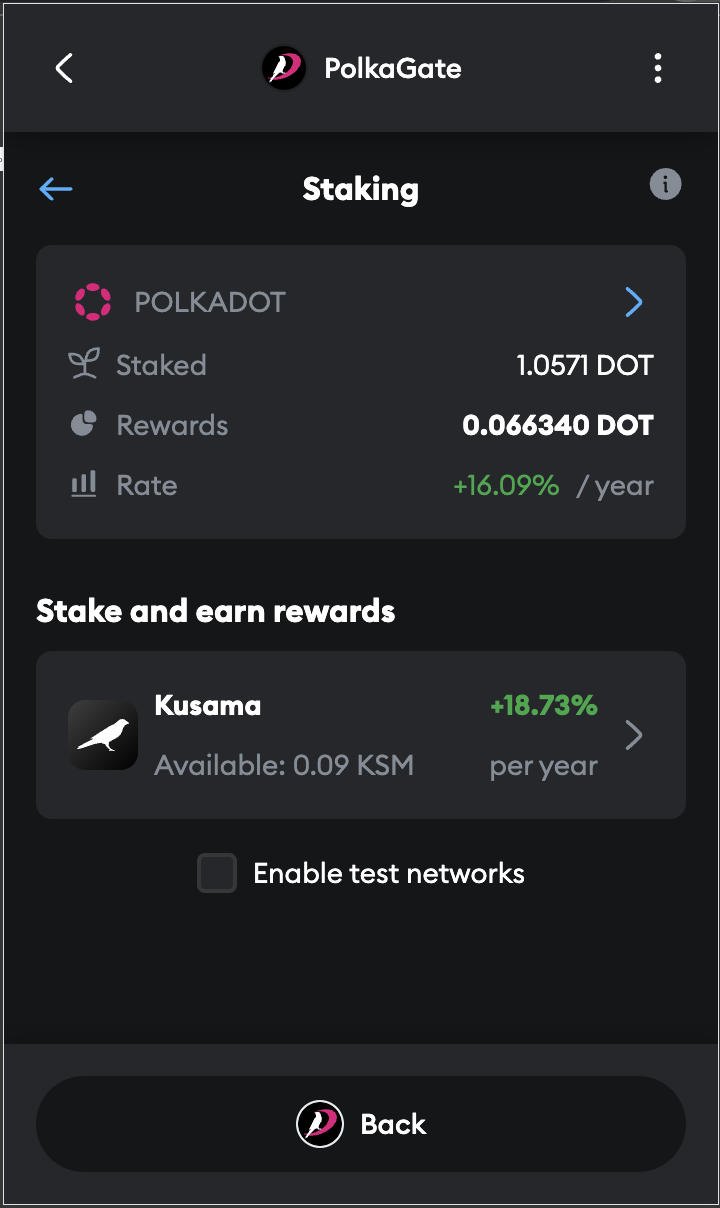 PolkaGate
Staking
POLKADOT
Staked 1.0571 DOT
Rewards 0.066340 DOT
Rate +16.09% / year
Stake and earn rewards
Kusama +18.73%
Available: 0.09 KSM per year
Enable test networks
Back